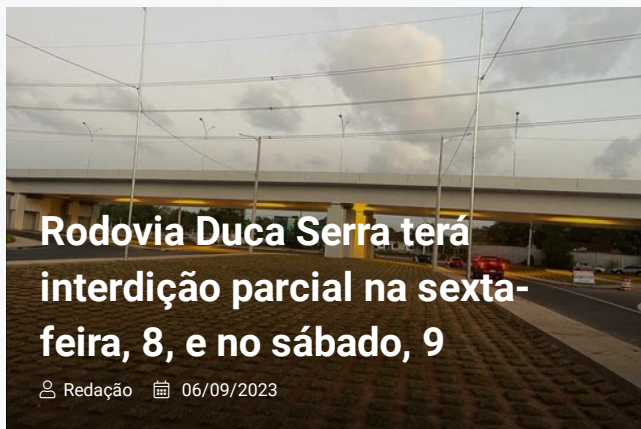 Rodovia Duca Serra terá
interdição parcial na sexta-
feira, 8, e no sábado, 9
Redação 06/09/2023